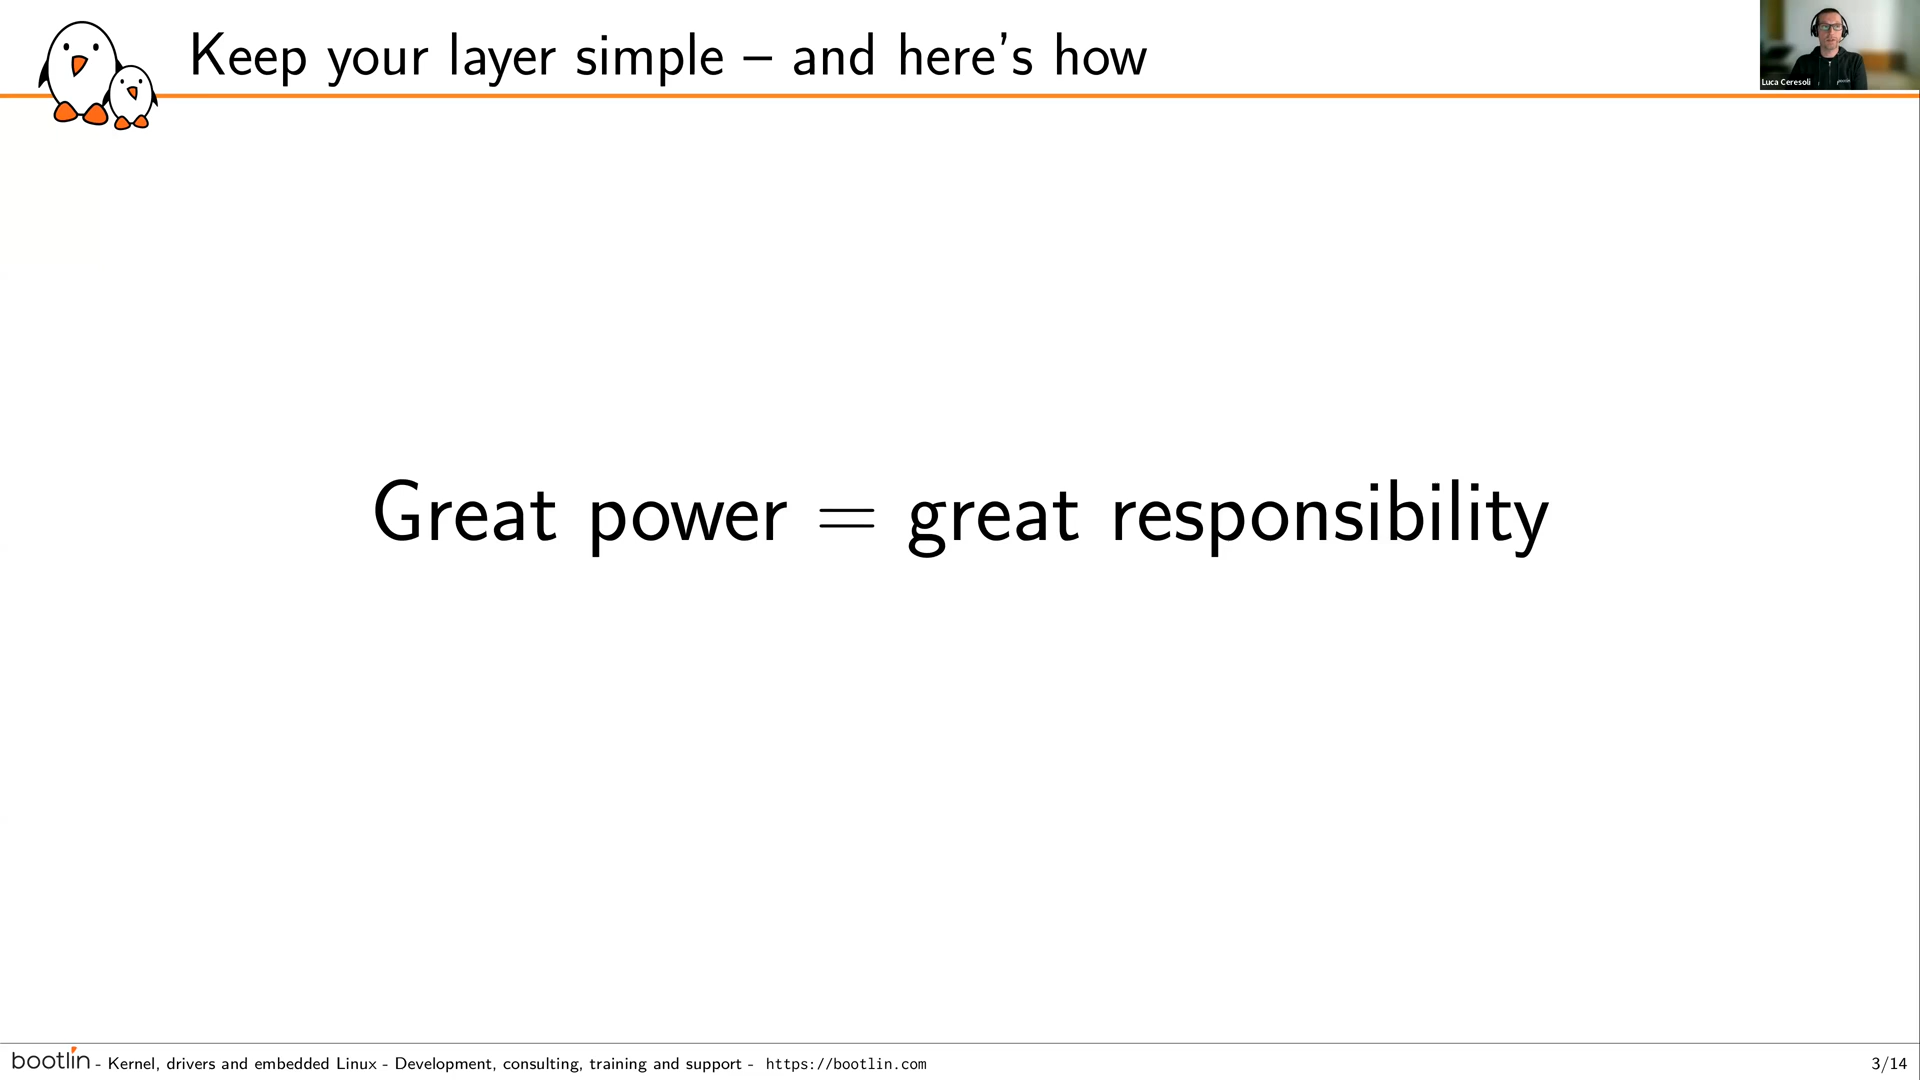 Keep your layer simple – and here's how
Luca Ceresoli
Great power = great responsibility
bootlin - Kernel, drivers and embedded Linux - Development, consulting, training and support - https://bootlin.com
3/14